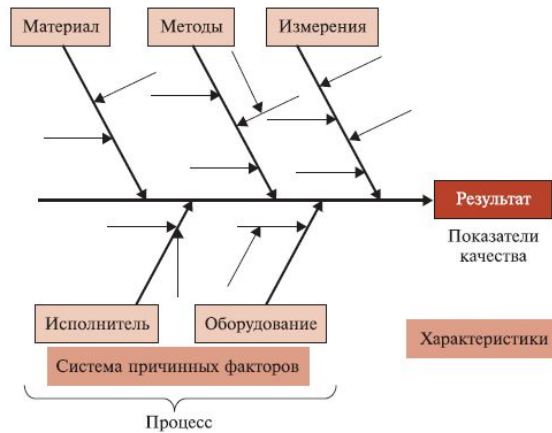 Материал
Методы
Измерения
Результат
Показатели
качества
Исполнитель
Оборудование
Характеристики
Система причинных факторов
Процесс